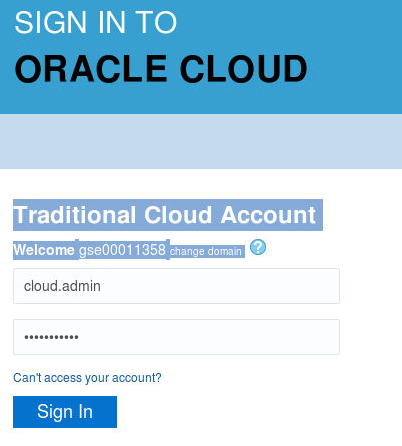 SIGN IN TO
ORACLE CLOUD
Traditional Cloud Account
Welcome gse00011358 change domain ?
cloud.admin
•••••••••••
Can't access your account?
Sign In